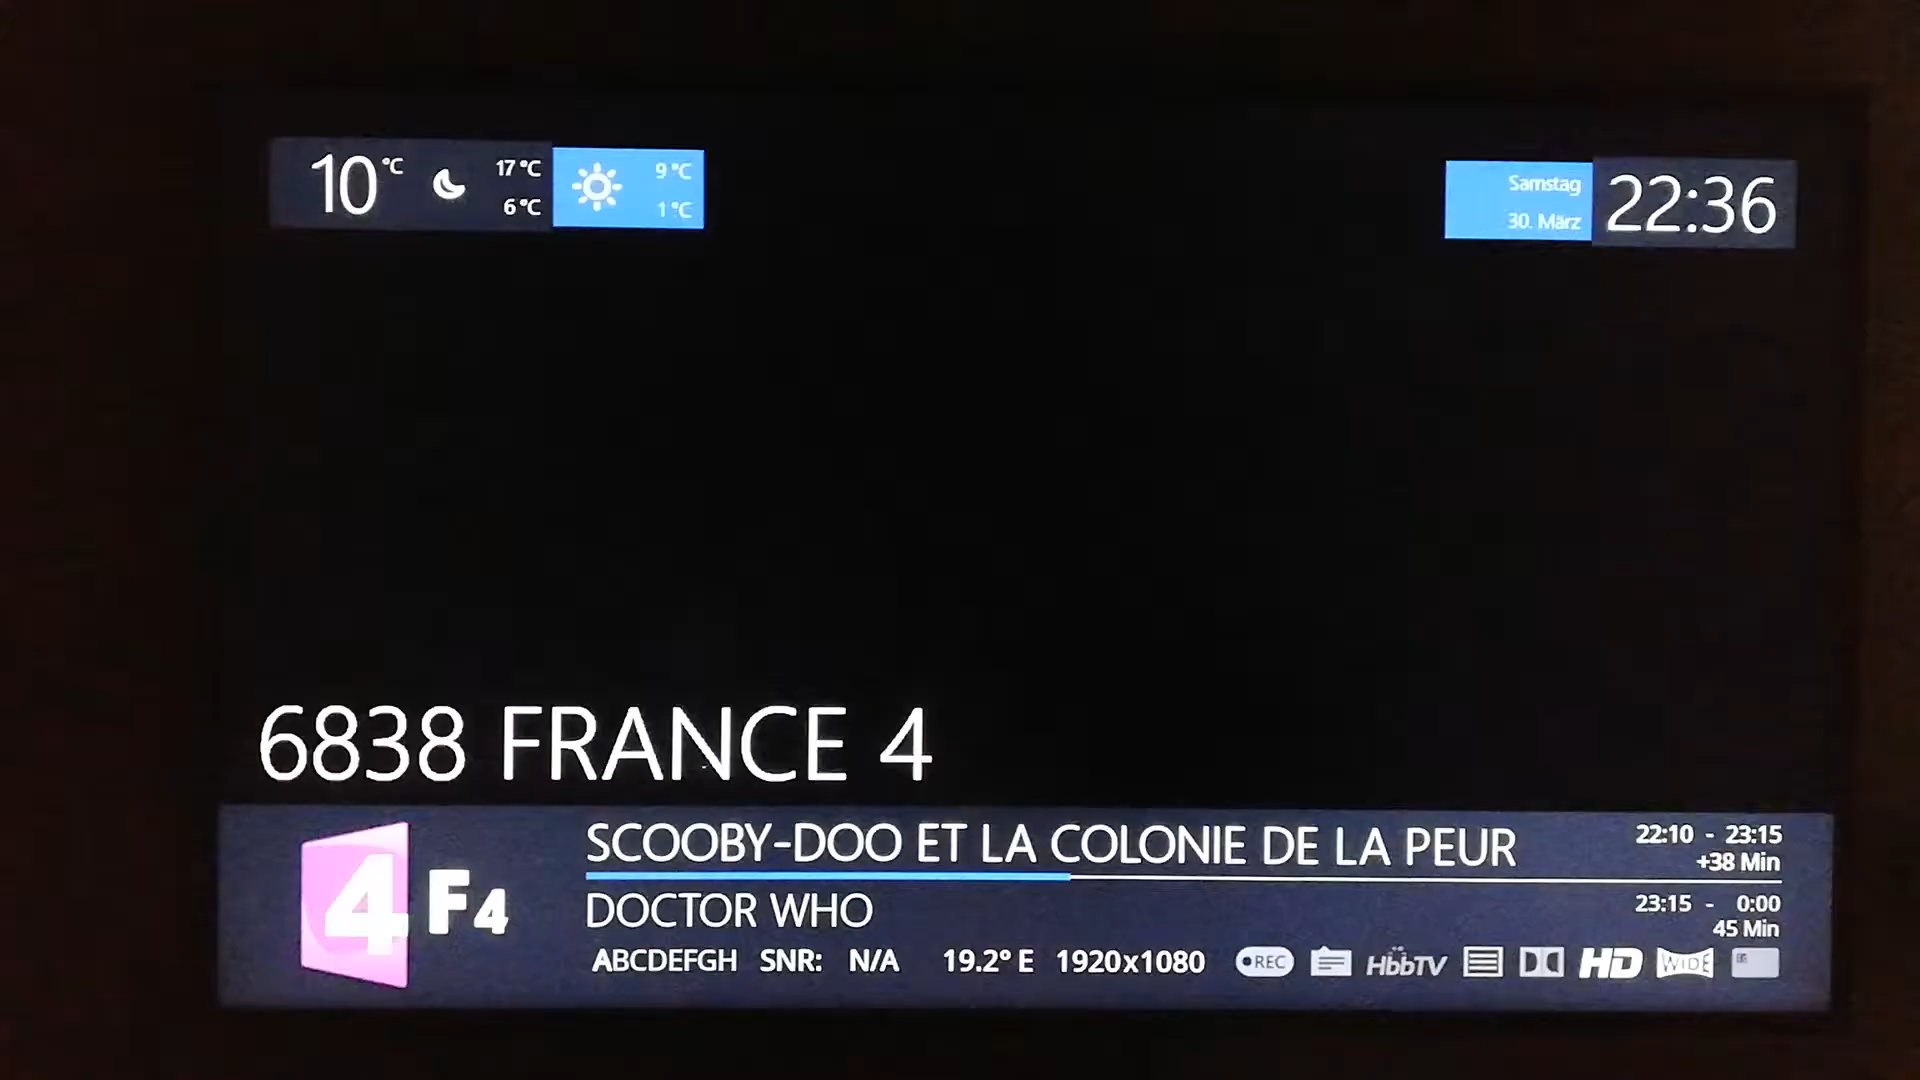 10 °C
17 °C
6 °C
9 °C
1 °C
Samstag
30. März
22:36
6838 FRANCE 4
4 F4
SCOOBY-DOO ET LA COLONIE DE LA PEUR
22:10 - 23:15
+38 Min
DOCTOR WHO
23:15 - 0:00
45 Min
ABCDEFGH SNR: N/A 19.2° E 1920x1080 REC HbbTV HD WIDE